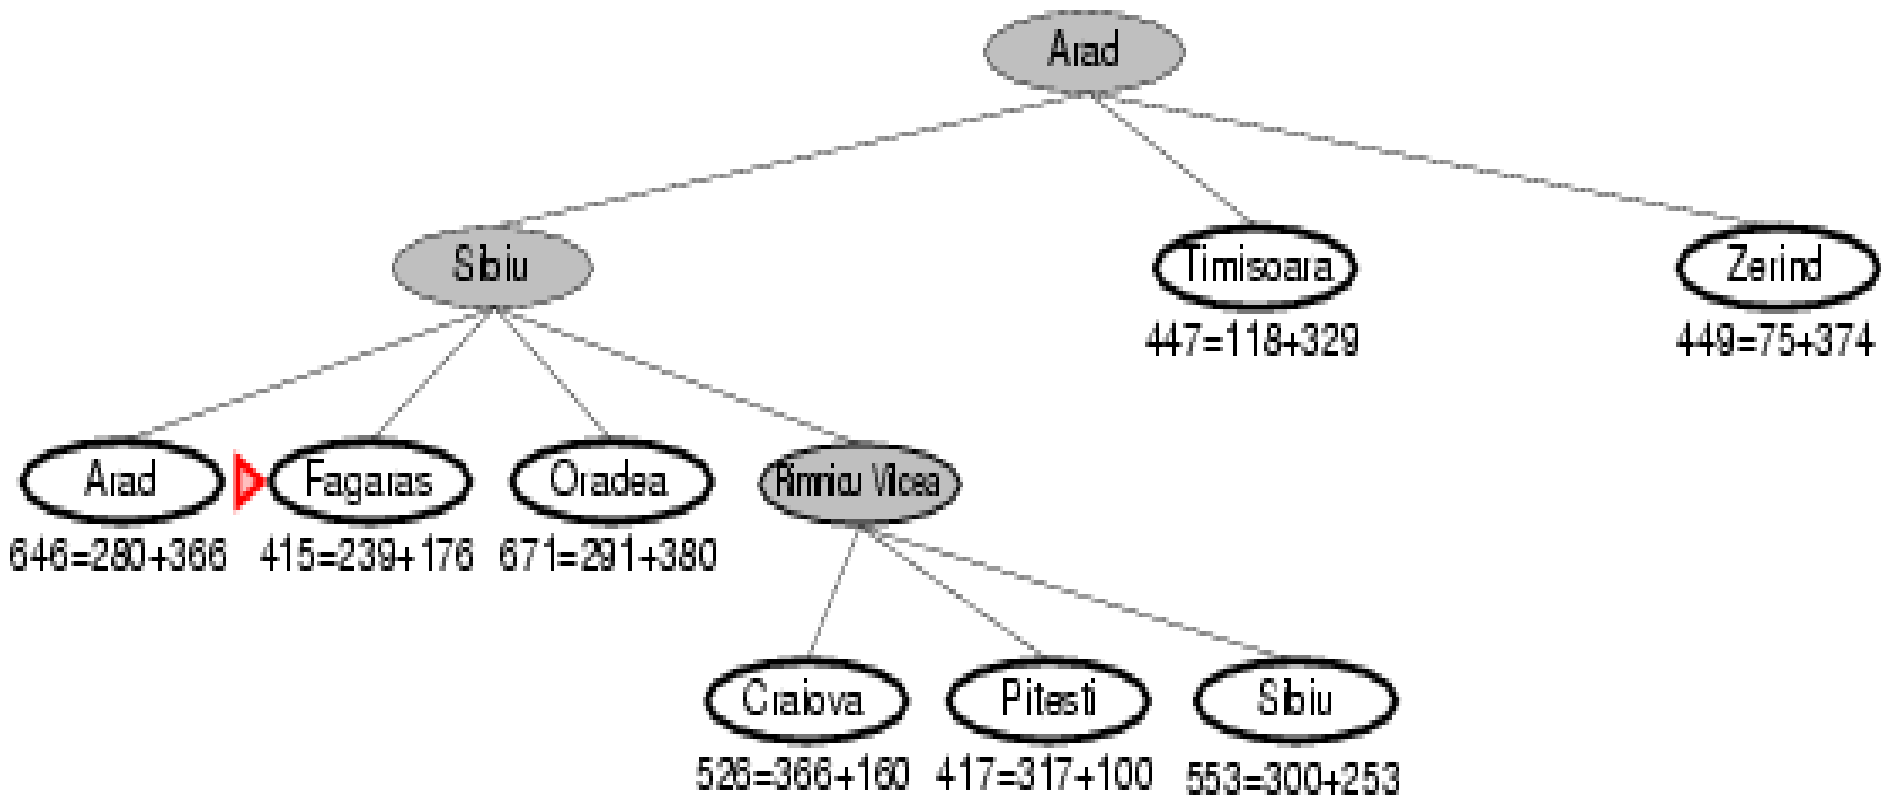 Arad
Sibiu
Timisoara
Zerind
447=118+329
449=75+374
Arad
Fagaras
Oradea
Rimnicu Vilcea
646=280+366
415=239+176
671=291+380
Craiova
Pitesti
Sibiu
526=366+160
417=317+100
553=300+253